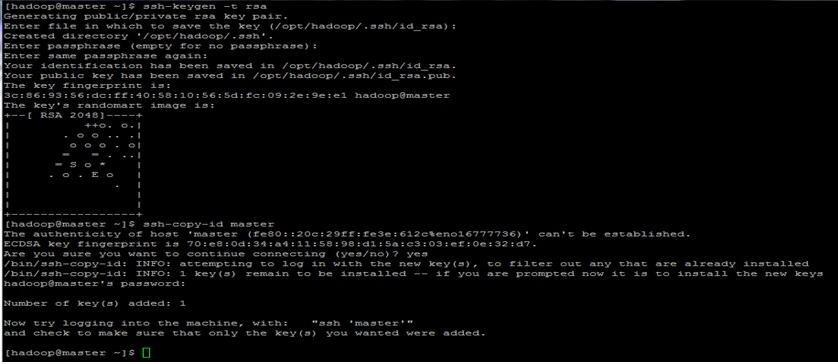 [hadoop@master ~]$ ssh-keygen -t rsa
Generating public/private rsa key pair.
Enter file in which to save the key (/opt/hadoop/.ssh/id_rsa):
Created directory '/opt/hadoop/.ssh'.
Enter passphrase (empty for no passphrase):
Enter same passphrase again:
Your identification has been saved in /opt/hadoop/.ssh/id_rsa.
Your public key has been saved in /opt/hadoop/.ssh/id_rsa.pub.
The key fingerprint is:
3c:86:93:56:dc:ff:40:58:10:56:5d:fc:09:2e:9e:e1 hadoop@master
The key's randomart image is:
+--[ RSA 2048]----+
|          ++o. o.|
|       . o o .. .|
|        o o o . o|
|       =   = . ..|
|      = S o *    |
|     . o . E o   |
|              .  |
|                 |
|                 |
+-----------------+
[hadoop@master ~]$ ssh-copy-id master
The authenticity of host 'master (fe80::20c:29ff:fe3e:612c%eno16777736)' can't be established.
ECDSA key fingerprint is 70:e8:0d:34:a4:11:58:98:d1:5a:c3:03:ef:0e:32:d7.
Are you sure you want to continue connecting (yes/no)? yes
/bin/ssh-copy-id: INFO: attempting to log in with the new key(s), to filter out any that are already installed
/bin/ssh-copy-id: INFO: 1 key(s) remain to be installed -- if you are prompted now it is to install the new keys
hadoop@master's password:
Number of key(s) added: 1
Now try logging into the machine, with:   "ssh 'master'"
and check to make sure that only the key(s) you wanted were added.
[hadoop@master ~]$